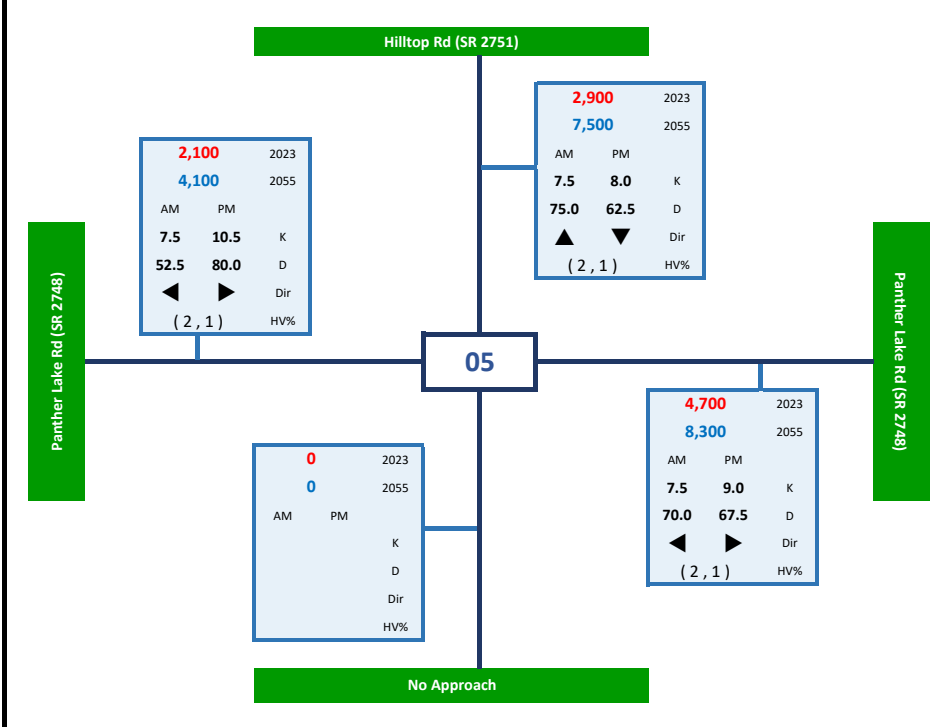 Hilltop Rd (SR 2751)
2,900 2023
7,500 2055
AM PM
7.5 8.0 K
75.0 62.5 D
▲ ▼ Dir
( 2 , 1 ) HV%
2,100 2023
4,100 2055
AM PM
7.5 10.5 K
52.5 80.0 D
◀ ▶ Dir
( 2 , 1 ) HV%
Panther Lake Rd (SR 2748)
05
Panther Lake Rd (SR 2748)
4,700 2023
8,300 2055
AM PM
7.5 9.0 K
70.0 67.5 D
◀ ▶ Dir
( 2 , 1 ) HV%
0 2023
0 2055
AM PM
K
D
Dir
HV%
No Approach